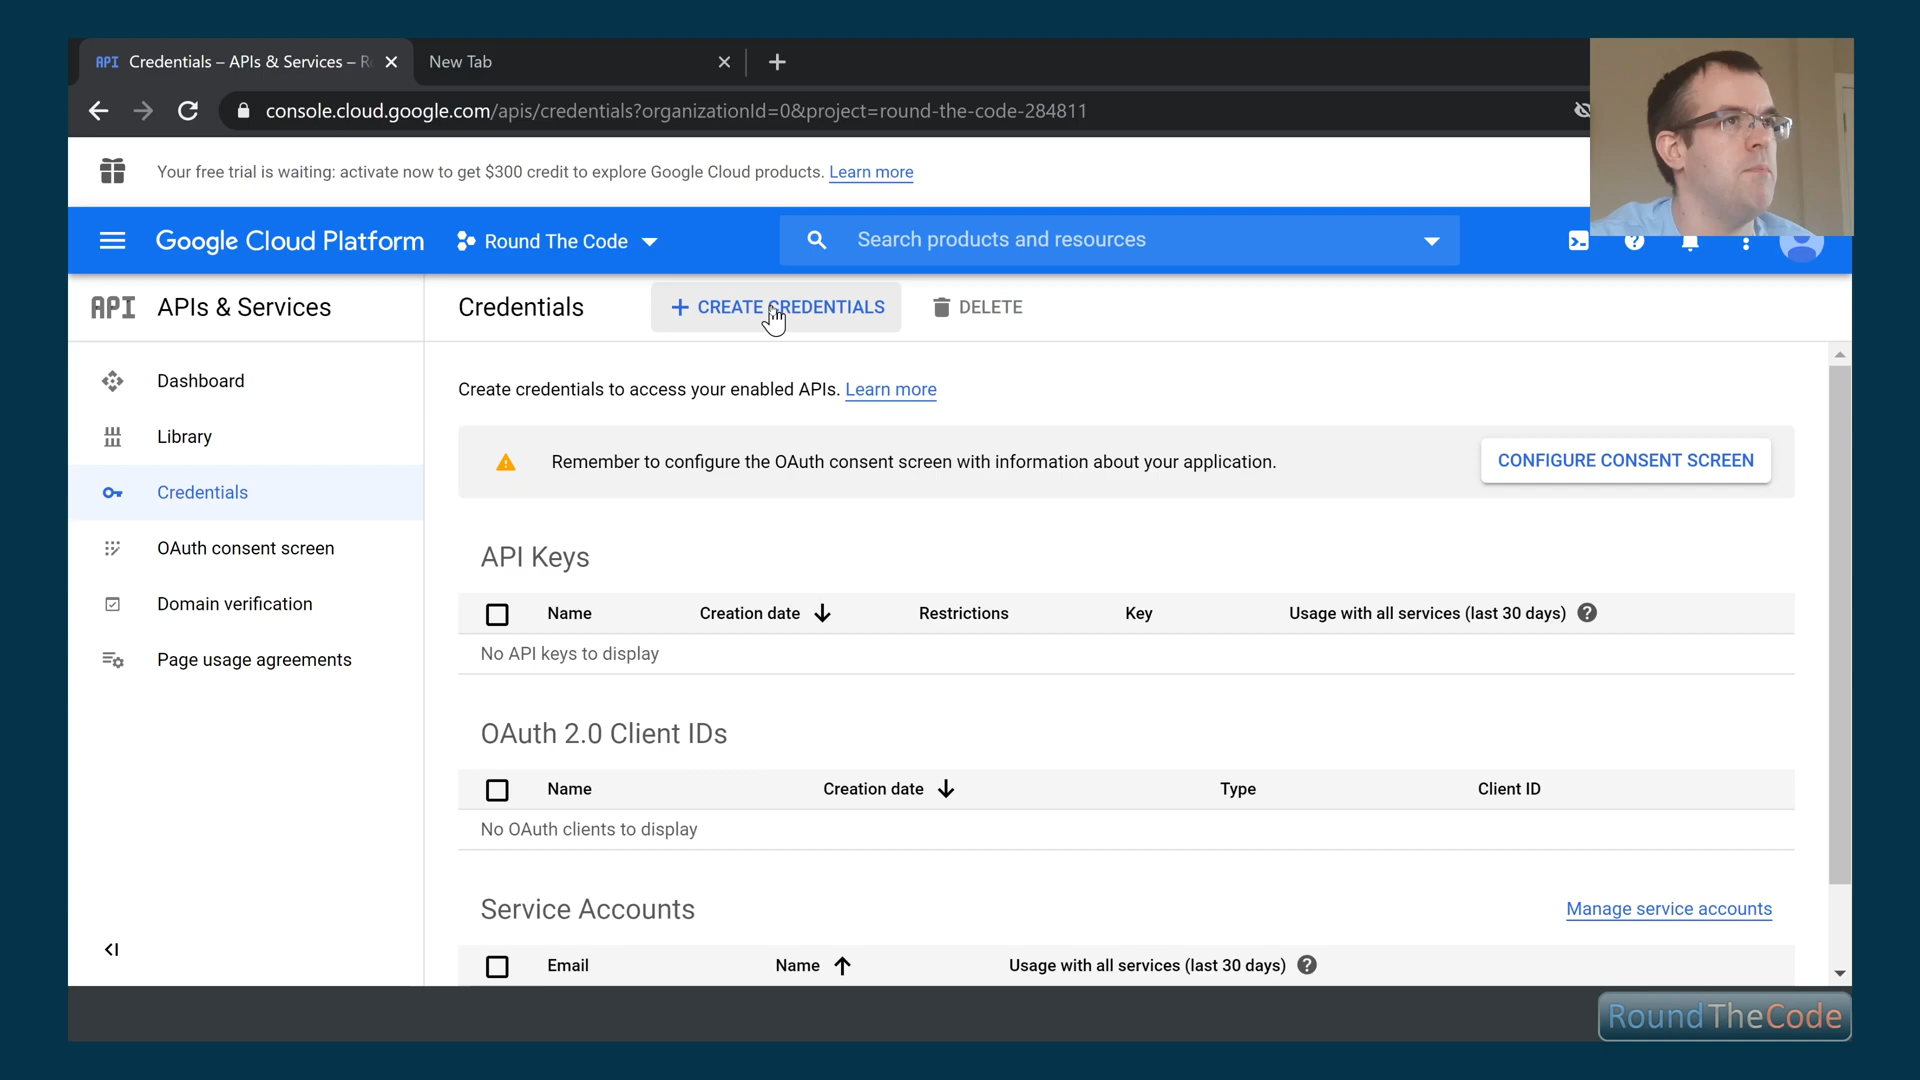 API Credentials – APIs & Services – R
New Tab
console.cloud.google.com/apis/credentials?organizationId=0&project=round-the-code-284811
Your free trial is waiting: activate now to get $300 credit to explore Google Cloud products. Learn more
Google Cloud Platform
Round The Code
Search products and resources
API APIs & Services
Credentials
+ CREATE CREDENTIALS
DELETE
Dashboard
Library
Credentials
OAuth consent screen
Domain verification
Page usage agreements
Create credentials to access your enabled APIs. Learn more
Remember to configure the OAuth consent screen with information about your application.
CONFIGURE CONSENT SCREEN
API Keys
Name Creation date Restrictions Key Usage with all services (last 30 days)
No API keys to display
OAuth 2.0 Client IDs
Name Creation date Type Client ID
No OAuth clients to display
Service Accounts
Manage service accounts
Email Name Usage with all services (last 30 days)
RoundTheCode